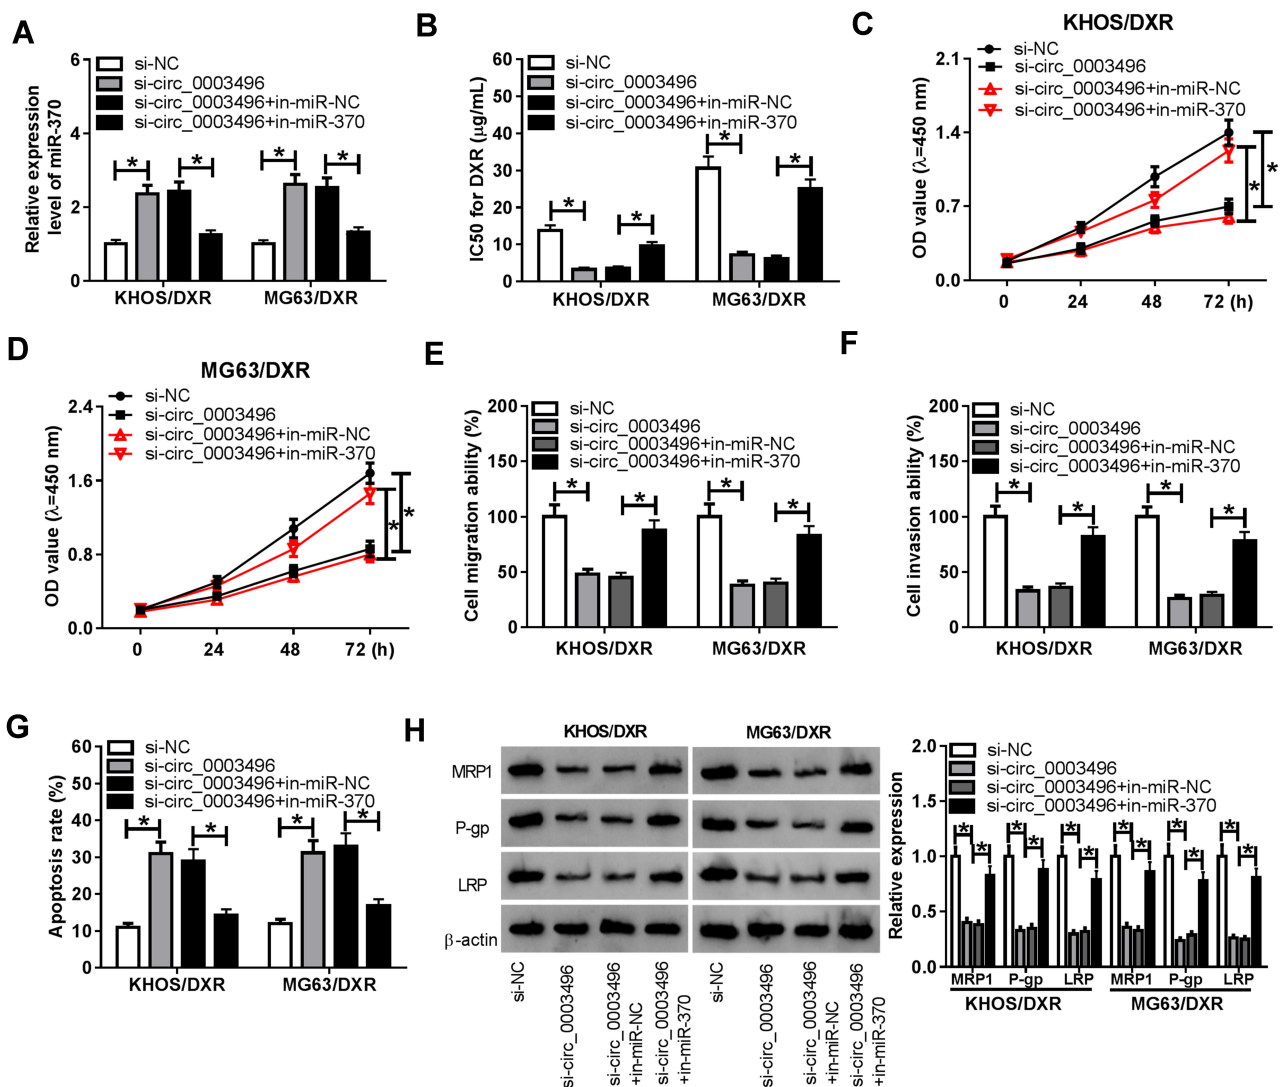 A
Relative expression
level of miR-370
6
4
2
0
si-NC
si-circ_0003496
si-circ_0003496+in-miR-NC
si-circ_0003496+in-miR-370
* * * *
KHOS/DXR MG63/DXR
B
IC50 for DXR (μg/mL)
60
50
40
30
20
10
0
si-NC
si-circ_0003496
si-circ_0003496+in-miR-NC
si-circ_0003496+in-miR-370
* * * *
KHOS/DXR MG63/DXR
C
KHOS/DXR
OD value (λ=450 nm)
2.1
1.4
0.7
0.0
si-NC
si-circ_0003496
si-circ_0003496+in-miR-NC
si-circ_0003496+in-miR-370
* *
0 24 48 72 (h)
D
MG63/DXR
OD value (λ=450 nm)
2.4
1.6
0.8
0.0
si-NC
si-circ_0003496
si-circ_0003496+in-miR-NC
si-circ_0003496+in-miR-370
* *
0 24 48 72 (h)
E
Cell migration ability (%)
200
150
100
50
0
si-NC
si-circ_0003496
si-circ_0003496+in-miR-NC
si-circ_0003496+in-miR-370
* * * *
KHOS/DXR MG63/DXR
F
Cell invasion ability (%)
200
150
100
50
0
si-NC
si-circ_0003496
si-circ_0003496+in-miR-NC
si-circ_0003496+in-miR-370
* * * *
KHOS/DXR MG63/DXR
G
Apoptosis rate (%)
60
50
40
30
20
10
0
si-NC
si-circ_0003496
si-circ_0003496+in-miR-NC
si-circ_0003496+in-miR-370
* * * *
KHOS/DXR MG63/DXR
H
KHOS/DXR MG63/DXR
MRP1
P-gp
LRP
β-actin
si-NC
si-circ_0003496
si-circ_0003496
+in-miR-NC
si-circ_0003496
+in-miR-370
si-NC
si-circ_0003496
si-circ_0003496
+in-miR-NC
si-circ_0003496
+in-miR-370
Relative expression
2.0
1.5
1.0
0.5
0.0
si-NC
si-circ_0003496
si-circ_0003496+in-miR-NC
si-circ_0003496+in-miR-370
* * * * * * * * * * * *
MRP1 P-gp LRP MRP1 P-gp LRP
KHOS/DXR MG63/DXR